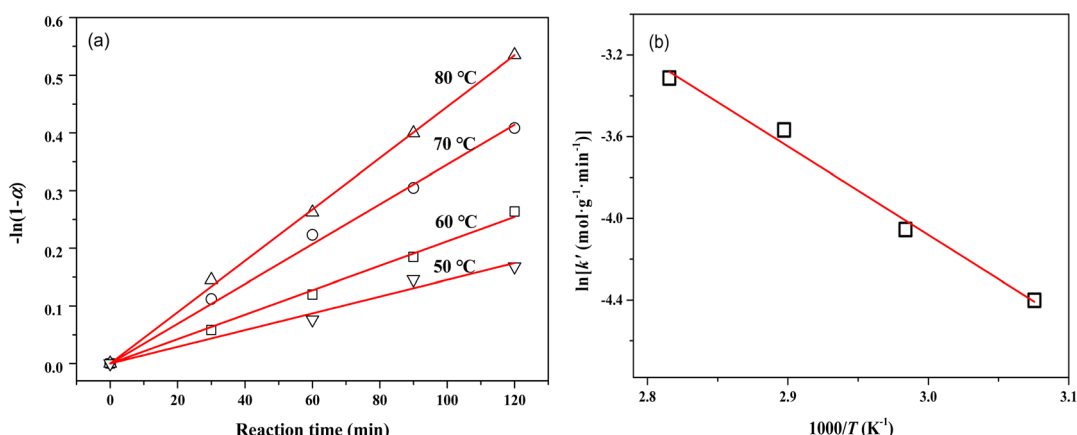 (a)
-ln(1-α)
0.6
0.5
0.4
0.3
0.2
0.1
0.0
80 °C
70 °C
60 °C
50 °C
0 20 40 60 80 100 120
Reaction time (min)
(b)
ln[k′ (mol·g⁻¹·min⁻¹)]
-3.2
-3.6
-4.0
-4.4
2.8 2.9 3.0 3.1
1000/T (K⁻¹)